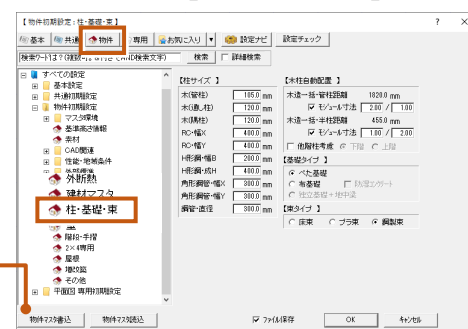 【 物件初期設定 : 柱・基礎・束 】
? ×
基本 共通 物件 専用 お気に入り ▼ 設定ナビ 設定チェック
検索 詳細検索
すべての設定
基本設定
共通初期設定
物件初期設定
マスタ環境
基準高さ情報
素材
CAD関連
性能・地域条件
外断熱
建材マスタ
柱・基礎・束
階段・手摺
2×4専用
屋根
増改築
その他
平面図 専用初期設定
【柱サイズ 】
木(管柱) 105.0 mm
木(通し柱) 120.0 mm
木(隅柱) 120.0 mm
RC・幅X 400.0 mm
RC・幅Y 400.0 mm
H形鋼・幅B 200.0 mm
H形鋼・成H 400.0 mm
角形鋼管・幅X 300.0 mm
角形鋼管・幅Y 300.0 mm
鋼管・直径 300.0 mm
【木柱自動配置 】
木造一括・管柱距離 1820.0 mm
モジュール寸法 2.00 / 1.00
木造一括・半柱距離 455.0 mm
モジュール寸法 1.00 / 2.00
他階柱考慮 下階 上階
【基礎タイプ 】
べた基礎
布基礎 防湿コンクリート
独立基礎+地中梁
【束タイプ 】
床束 プラ束 鋼製束
物件マスタ書込 物件マスタ読込 ファイル保存 OK キャンセル